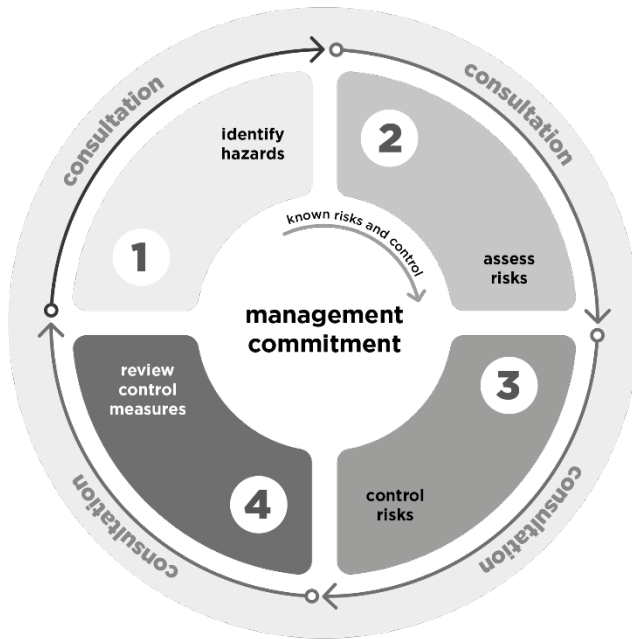 consultation
consultation
identify
hazards
1
2
assess
risks
known risks and control
management
commitment
review
control
measures
4
3
control
risks
consultation
consultation